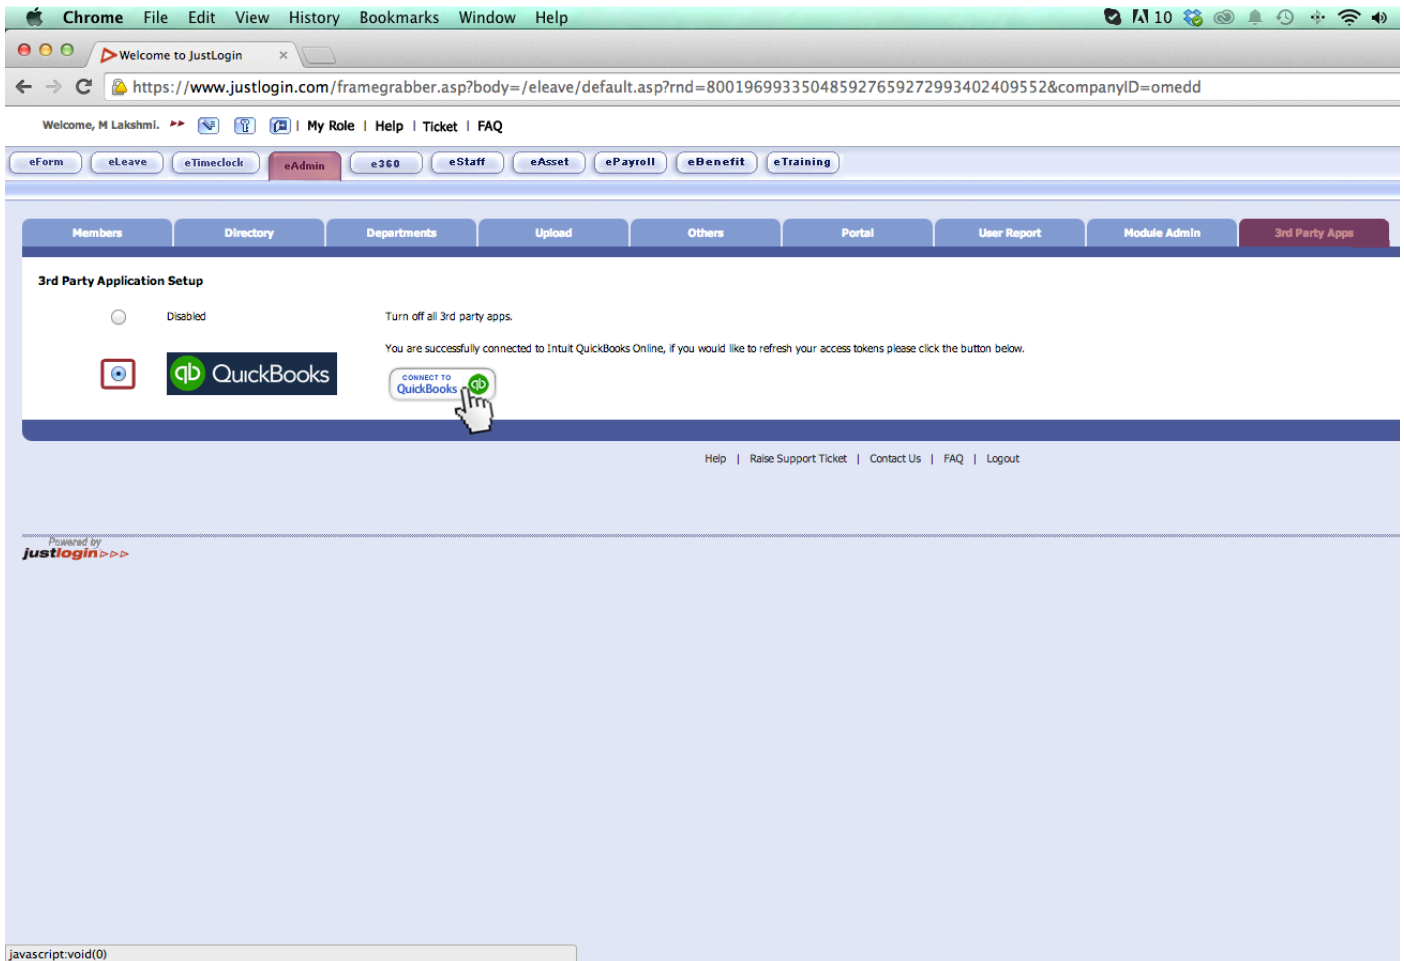 Chrome File Edit View History Bookmarks Window Help 10
Welcome to JustLogin ×
https://www.justlogin.com/framegrabber.asp?body=/eleave/default.asp?rnd=800196993350485927659272993402409552&companyID=omedd
Welcome, M Lakshmi. | My Role | Help | Ticket | FAQ
eForm eLeave eTimeclock eAdmin e360 eStaff eAsset ePayroll eBenefit eTraining
Members Directory Departments Upload Others Portal User Report Module Admin 3rd Party Apps
3rd Party Application Setup
Disabled Turn off all 3rd party apps.
You are successfully connected to Intuit QuickBooks Online, if you would like to refresh your access tokens please click the button below.
qb QuickBooks CONNECT TO QuickBooks qb
Help | Raise Support Ticket | Contact Us | FAQ | Logout
Powered by
justlogin
javascript:void(0)